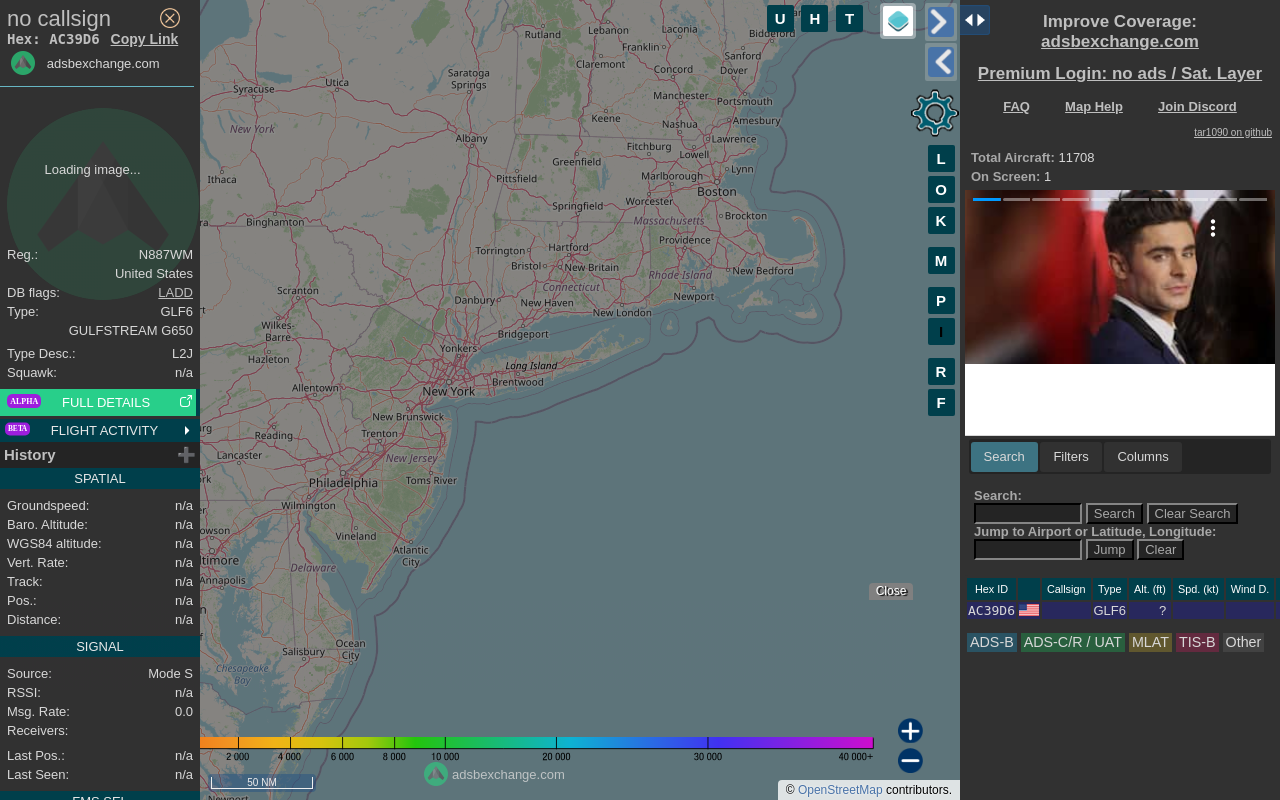 no callsign
Hex: AC39D6 Copy Link
adsbexchange.com
Loading image...
Reg.: N887WM
United States
DB flags: LADD
Type: GLF6
GULFSTREAM G650
Type Desc.: L2J
Squawk: n/a
ALPHA FULL DETAILS
BETA FLIGHT ACTIVITY
History
SPATIAL
Groundspeed: n/a
Baro. Altitude: n/a
WGS84 altitude: n/a
Vert. Rate: n/a
Track: n/a
Pos.: n/a
Distance: n/a
SIGNAL
Source: Mode S
RSSI: n/a
Msg. Rate: 0.0
Receivers:
Last Pos.: n/a
Last Seen: n/a
FMS SEL
U H T
L
O
K
M
P
I
R
F
Rutland
Lebanon
Laconia
Biddeford
Franklin
Sanford
Claremont
Concord
Dover
Saratoga
Springs
Utica
Syracuse
Manchester
Portsmouth
Keene
Nashua
Amesbury
New York
Albany
Fitchburg
Lawrence
Greenfield
Lowell
Lynn
Ithaca
Pittsfield
Marlborough
Boston
Springfield
Worcester
Binghamton
Massachusetts
Brockton
Torrington
Hartford
Providence
Bristol
New Britain
Rhode Island
New Bedford
Scranton
Connecticut
Danbury
New Haven
Newport
New London
Wilkes-
Barre
Bridgeport
Hazleton
Yonkers
Long Island
Allentown
New York
Brentwood
New Brunswick
Reading
Trenton
Lancaster
New Jersey
Philadelphia
Toms River
Wilmington
Vineland
Atlantic
City
Delaware
Annapolis
Ocean
City
Salisbury
Chesapeake
Bay
Newport
2 000 4 000 6 000 8 000 10 000 20 000 30 000 40 000+
50 NM
adsbexchange.com
Close
© OpenStreetMap contributors.
Improve Coverage:
adsbexchange.com
Premium Login: no ads / Sat. Layer
FAQ Map Help Join Discord
tar1090 on github
Total Aircraft: 11708
On Screen: 1
Search Filters Columns
Search:
Search Clear Search
Jump to Airport or Latitude, Longitude:
Jump Clear
Hex ID Callsign Type Alt. (ft) Spd. (kt) Wind D.
AC39D6 GLF6 ?
ADS-B ADS-C/R / UAT MLAT TIS-B Other